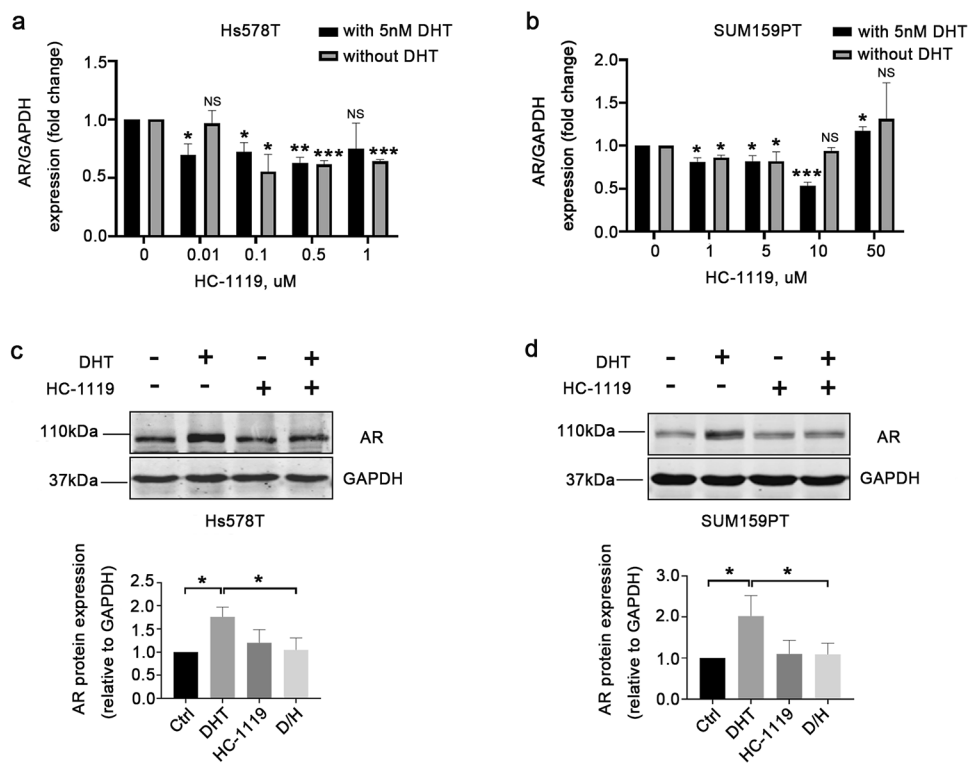 a
Hs578T
with 5nM DHT
without DHT
AR/GAPDH
expression (fold change)
1.5
1.0
0.5
0.0
* NS * * ** *** NS ***
0 0.01 0.1 0.5 1
HC-1119, uM
b
SUM159PT
with 5nM DHT
without DHT
AR/GAPDH
expression (fold change)
2.0
1.5
1.0
0.5
0.0
* * * * *** NS * NS
0 1 5 10 50
HC-1119, uM
c
DHT - + - +
HC-1119 - - + +
110kDa AR
37kDa GAPDH
Hs578T
AR protein expression
(relative to GAPDH)
2.5
2.0
1.5
1.0
0.5
0.0
* *
Ctrl DHT HC-1119 D/H
d
DHT - + - +
HC-1119 - - + +
110kDa AR
37kDa GAPDH
SUM159PT
AR protein expression
(relative to GAPDH)
3.0
2.0
1.0
0.0
* *
Ctrl DHT HC-1119 D/H